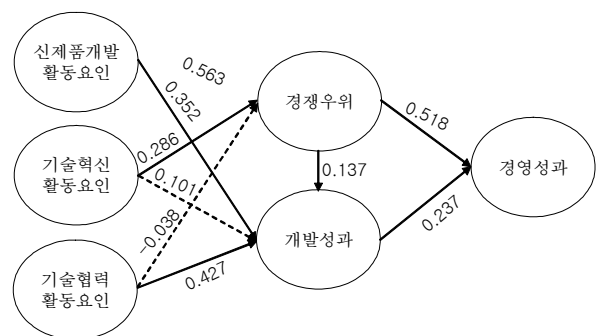 신제품개발
활동요인
0.563
0.352
경쟁우위
0.518
기술혁신
활동요인
0.286
0.101
0.137
경영성과
-0.038
개발성과
0.237
기술협력
활동요인
0.427